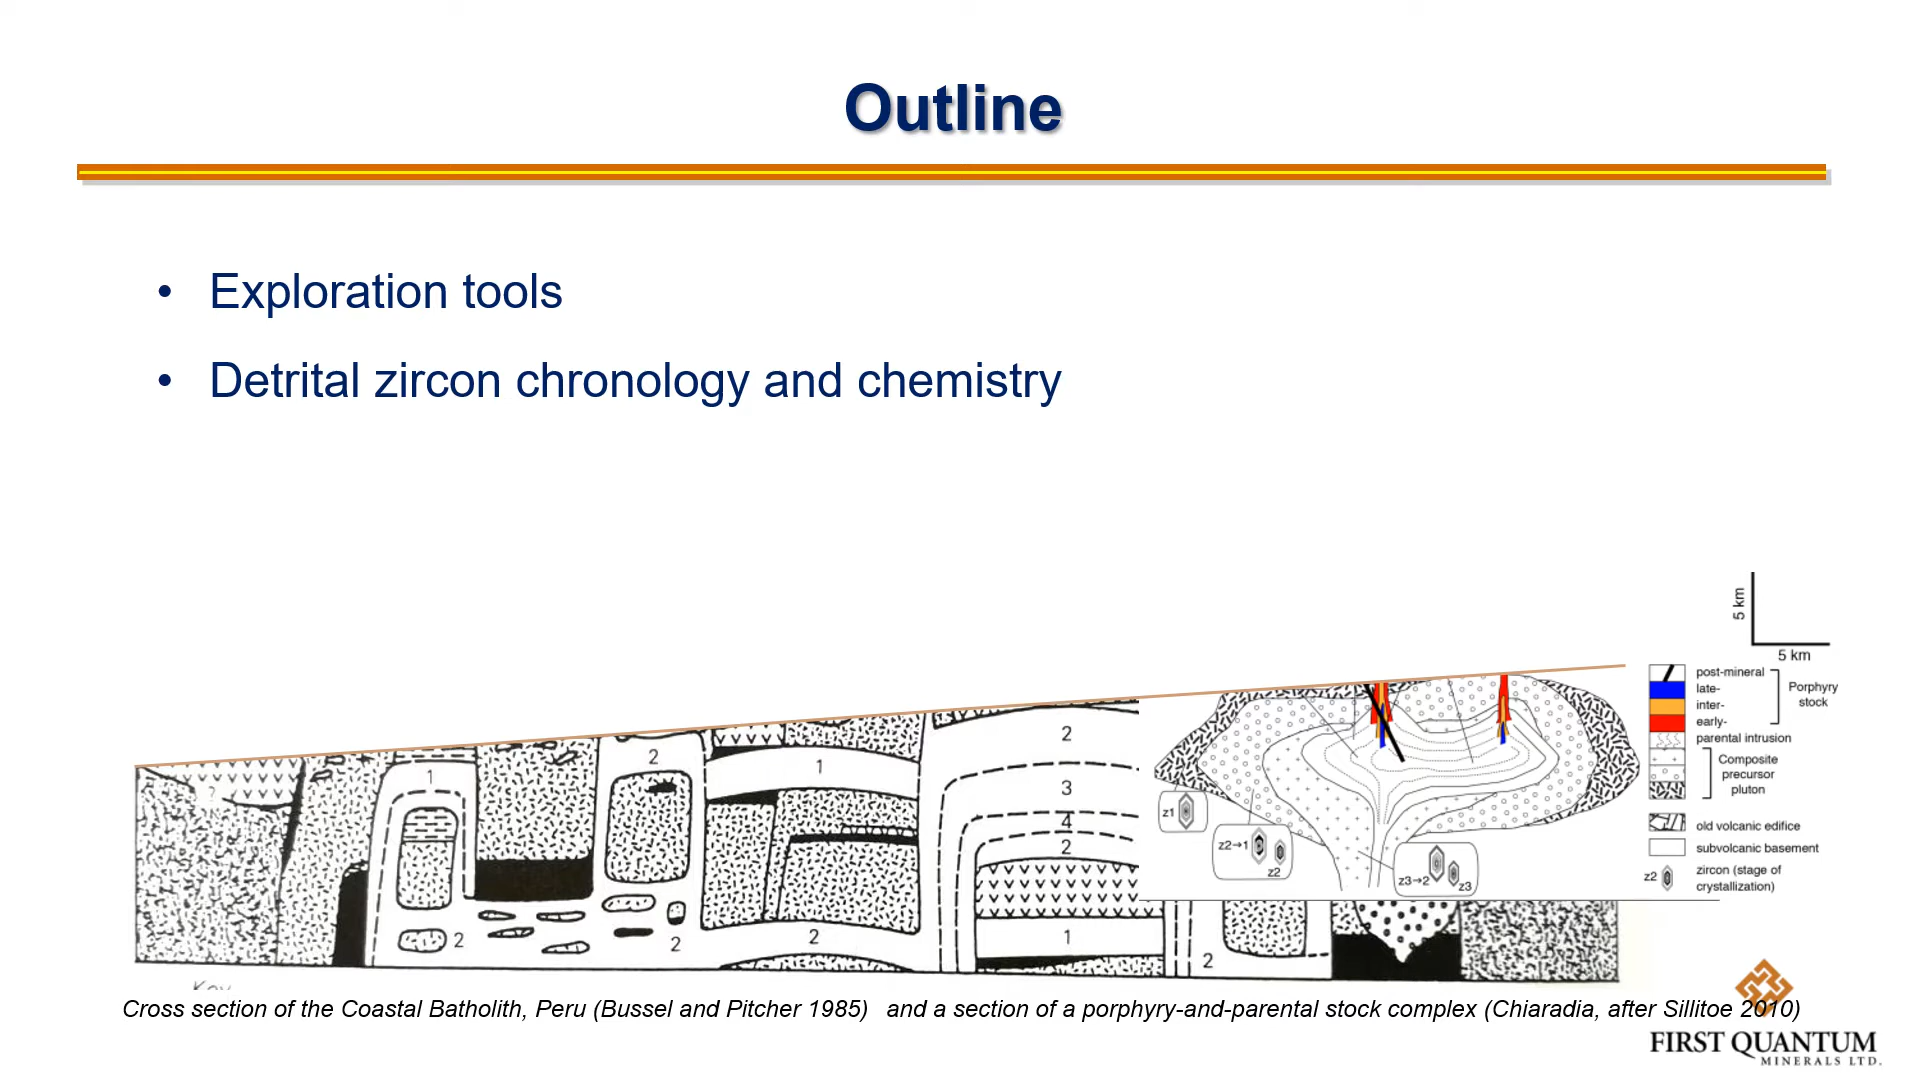 Outline
• Exploration tools
• Detrital zircon chronology and chemistry
5 km
5 km
post-mineral
late-
inter-
early-
Porphyry
stock
parental intrusion
Composite
precursor
pluton
old volcanic edifice
subvolcanic basement
z2
zircon (stage of
crystallization)
1
2
2
2
1
2
2
3
4
2
1
2
z1
z2→1
z2
z3→2
z3
Key
Cross section of the Coastal Batholith, Peru (Bussel and Pitcher 1985) and a section of a porphyry-and-parental stock complex (Chiaradia, after Sillitoe 2010)
FIRST QUANTUM
MINERALS LTD.